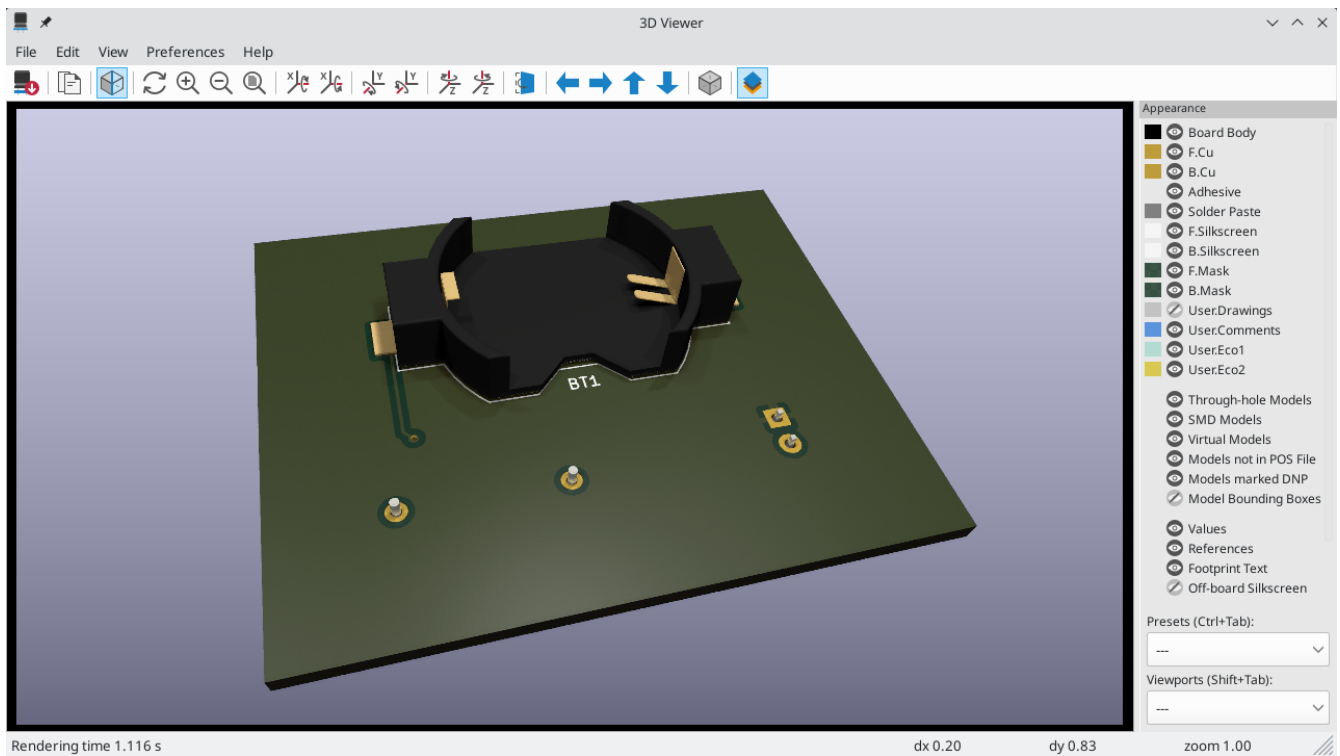 3D Viewer
File Edit View Preferences Help
Appearance
Board Body
F.Cu
B.Cu
Adhesive
Solder Paste
F.Silkscreen
B.Silkscreen
F.Mask
B.Mask
User.Drawings
User.Comments
User.Eco1
User.Eco2
Through-hole Models
SMD Models
Virtual Models
Models not in POS File
Models marked DNP
Model Bounding Boxes
Values
References
Footprint Text
Off-board Silkscreen
Presets (Ctrl+Tab):
---
Viewports (Shift+Tab):
---
BT1
Rendering time 1.116 s dx 0.20 dy 0.83 zoom 1.00